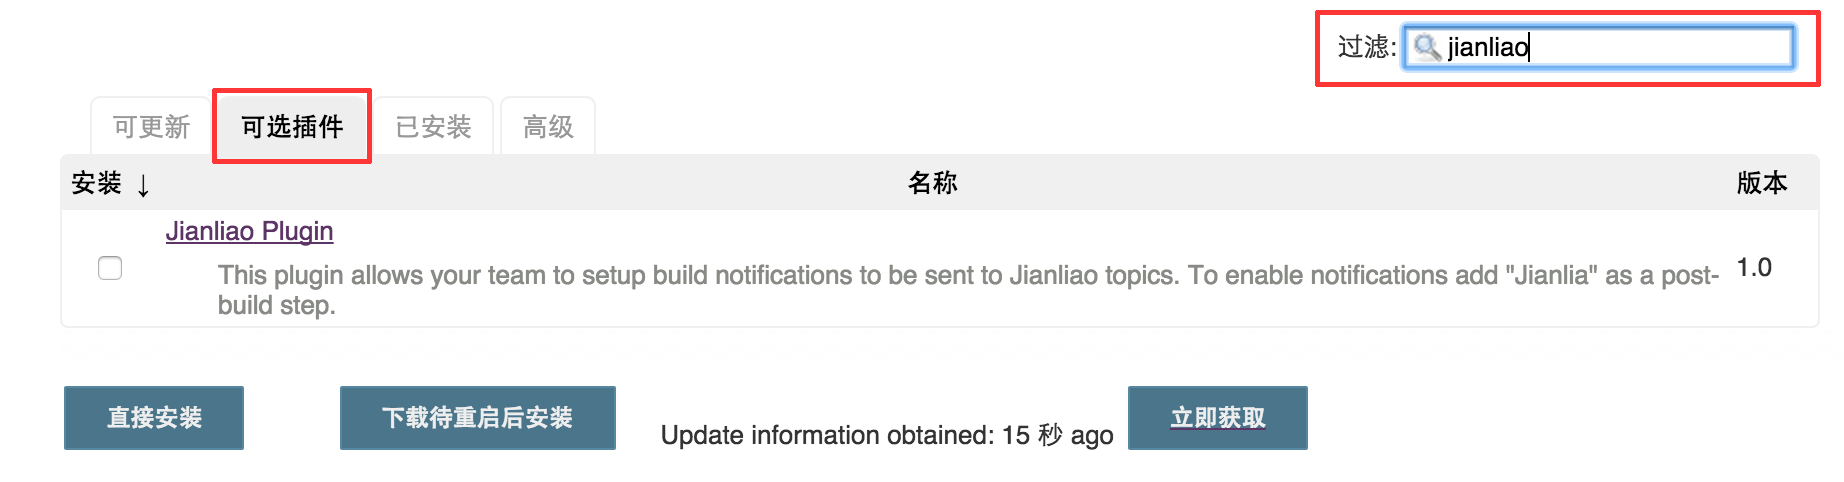 过滤: jianliao
可更新 可选插件 已安装 高级
安装 ↓ 名称 版本
Jianliao Plugin
This plugin allows your team to setup build notifications to be sent to Jianliao topics. To enable notifications add "Jianlia" as a post-
build step.
1.0
直接安装 下载待重启后安装 Update information obtained: 15 秒 ago 立即获取